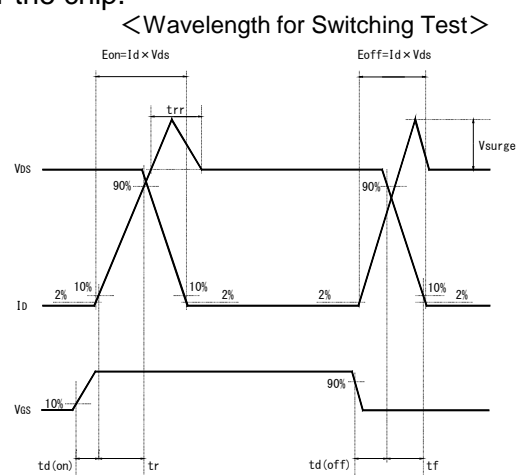 r the chip.
＜Wavelength for Switching Test＞
Eon=Id×Vds
Eoff=Id×Vds
trr
Vsurge
VDS
90%
90%
2%
10%
10%
2%
2%
10%
2%
ID
VGS
10%
90%
td(on)
tr
td(off)
tf